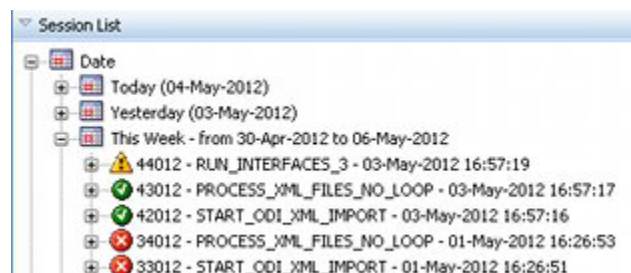 Session List
Date
Today (04-May-2012)
Yesterday (03-May-2012)
This Week - from 30-Apr-2012 to 06-May-2012
44012 - RUN_INTERFACES_3 - 03-May-2012 16:57:19
43012 - PROCESS_XML_FILES_NO_LOOP - 03-May-2012 16:57:17
42012 - START_ODI_XML_IMPORT - 03-May-2012 16:57:16
34012 - PROCESS_XML_FILES_NO_LOOP - 01-May-2012 16:26:53
33012 - START_ODI_XML_IMPORT - 01-May-2012 16:26:51